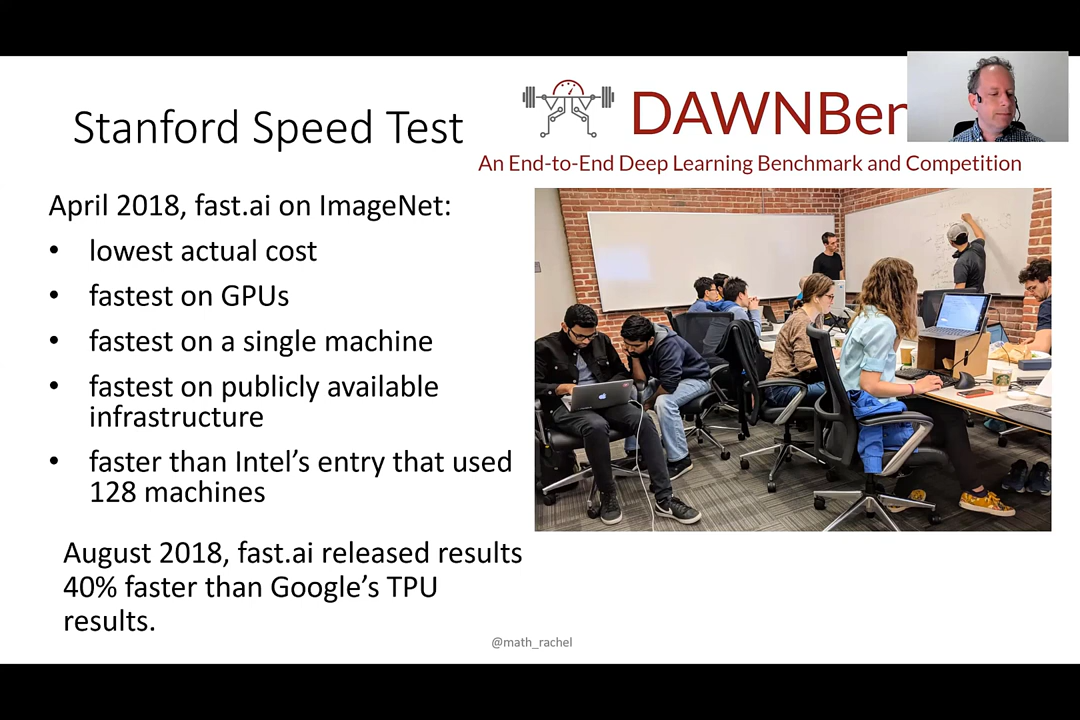 Stanford Speed Test
DAWNBen
An End-to-End Deep Learning Benchmark and Competition
April 2018, fast.ai on ImageNet:
• lowest actual cost
• fastest on GPUs
• fastest on a single machine
• fastest on publicly available
infrastructure
• faster than Intel’s entry that used
128 machines
August 2018, fast.ai released results
40% faster than Google’s TPU
results.
@math_rachel